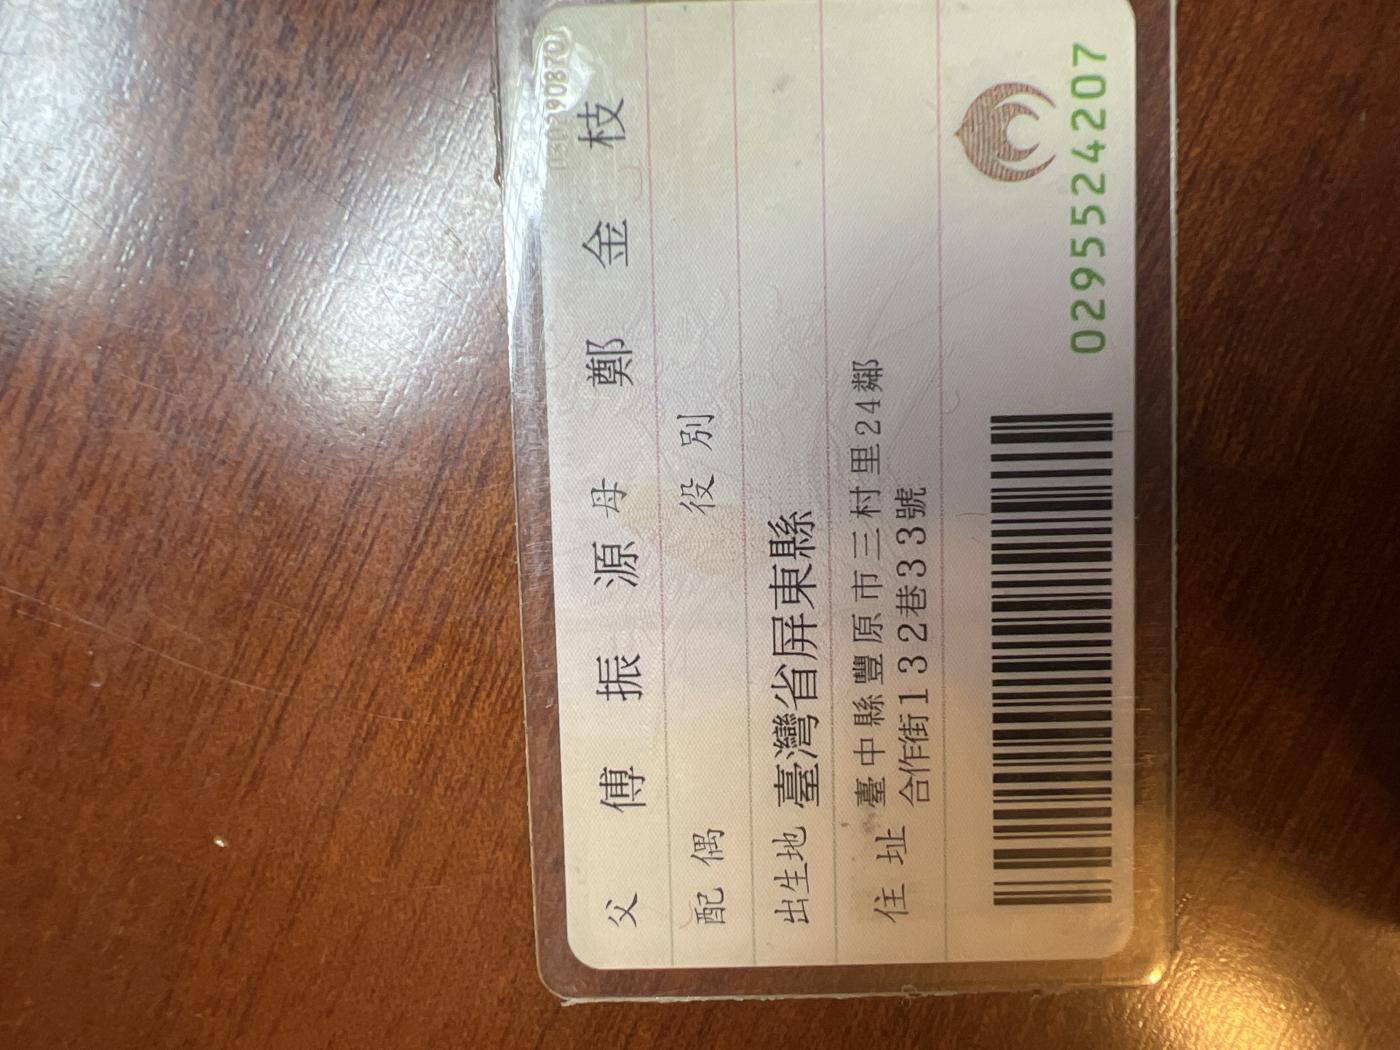 父 傅 振 源 母 鄭 金 枝
配 偶 役 別
出生地 臺灣省屏東縣
住 址 臺中縣豐原市三村里24鄰
合作街132巷33號
0295524207